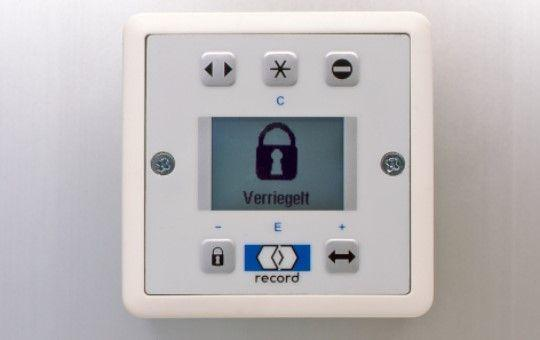 C
Verriegelt
– E +
record